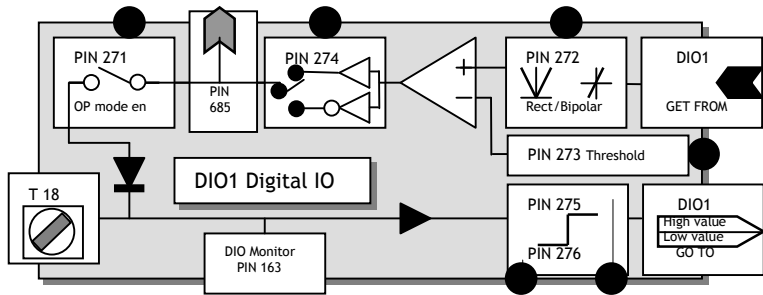 PIN 271
OP mode en
PIN
685
PIN 274
PIN 272
Rect/Bipolar
DIO1
GET FROM
PIN 273 Threshold
T 18
DIO1 Digital IO
DIO Monitor
PIN 163
PIN 275
PIN 276
DIO1
High value
Low value
GO TO